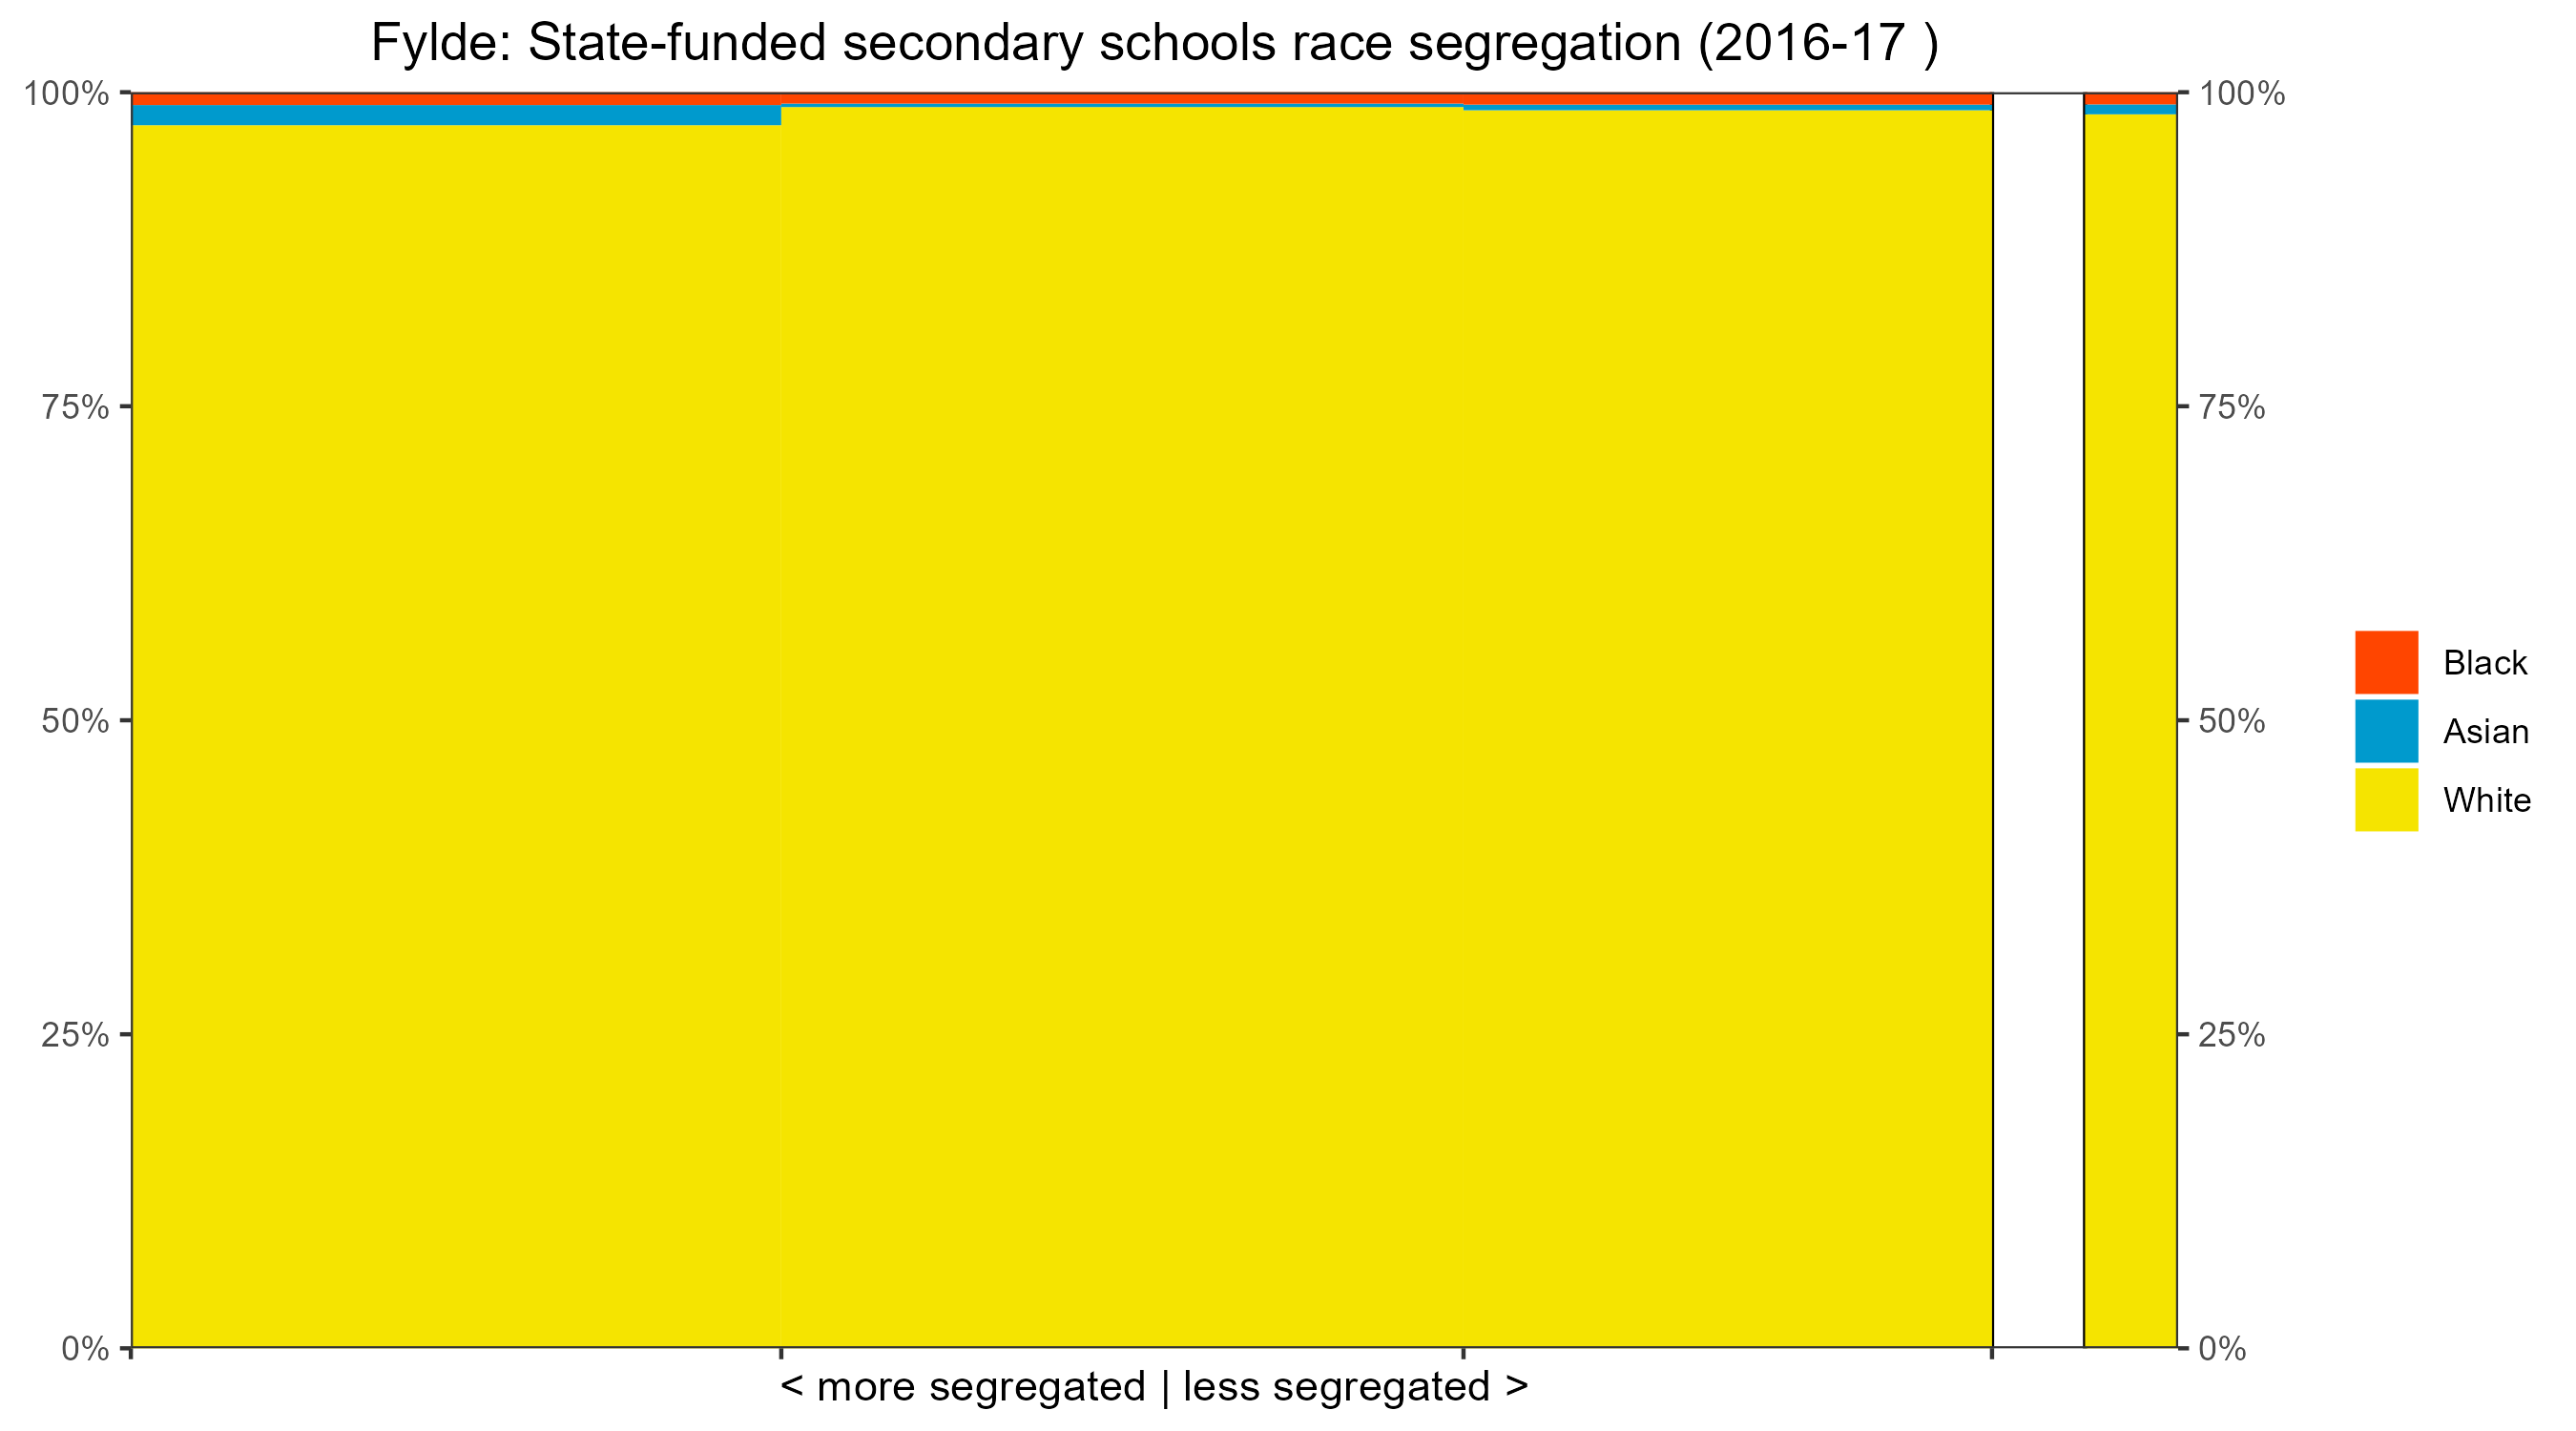 Fylde: State-funded secondary schools race segregation (2016-17 )
100%
75%
50%
25%
0%
100%
75%
50%
25%
0%
Black
Asian
White
< more segregated | less segregated >